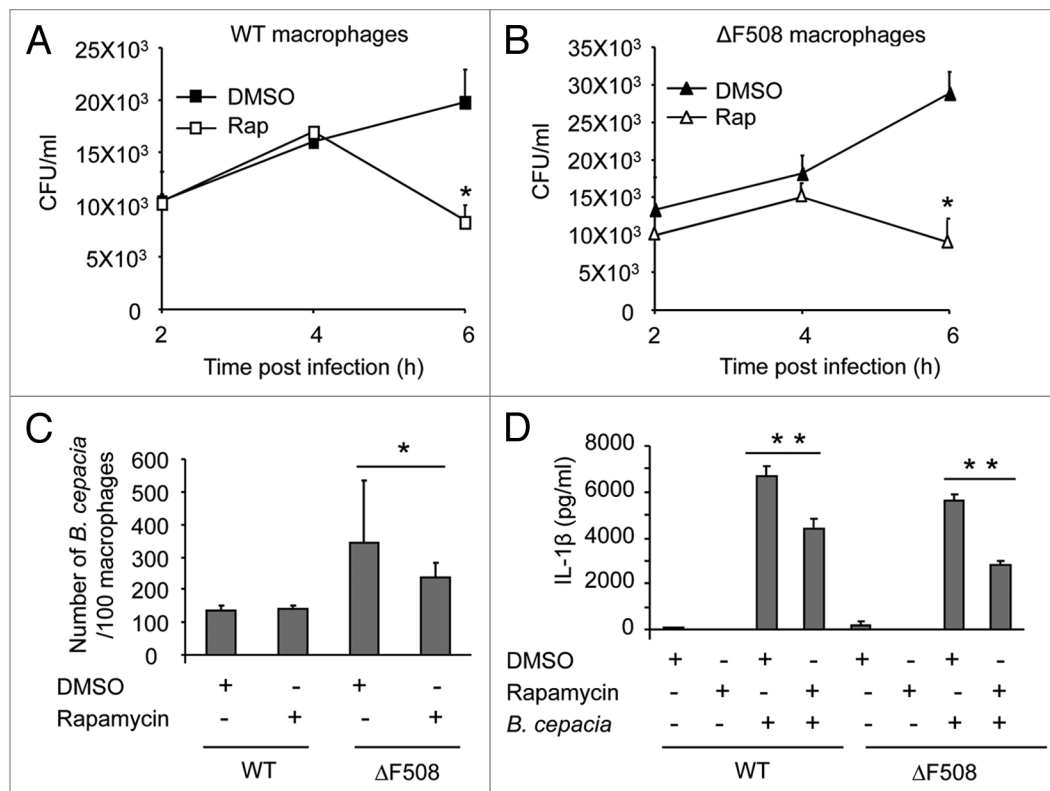 A
WT macrophages
25X10³
20X10³
15X10³
10X10³
5X10³
0
CFU/ml
DMSO
Rap
*
2 4 6
Time post infection (h)
B
ΔF508 macrophages
35X10³
30X10³
25X10³
20X10³
15X10³
10X10³
5X10³
0
CFU/ml
DMSO
Rap
*
2 4 6
Time post infection (h)
C
Number of B. cepacia
/100 macrophages
600
500
400
300
200
100
0
*
DMSO + - + -
Rapamycin - + - +
WT ΔF508
D
IL-1β (pg/ml)
8000
6000
4000
2000
0
* *
* *
DMSO + - + - + - + -
Rapamycin - + - + - + - +
B. cepacia - - + + - - + +
WT ΔF508